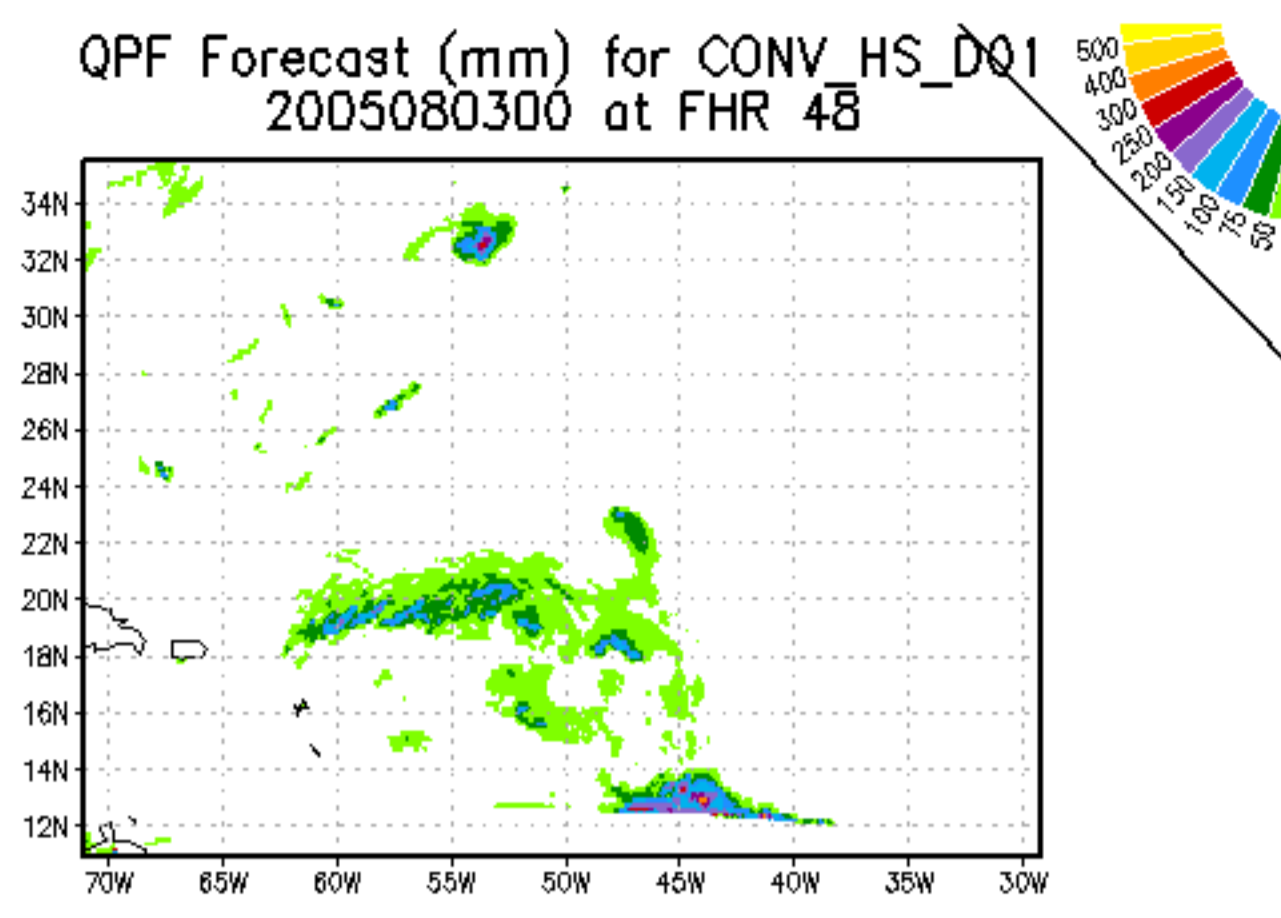 QPF Forecast (mm) for CONV_HS_D01
2005080300 at FHR 48
500
400
300
250
200
150
100
75
50
34N
32N
30N
28N
26N
24N
22N
20N
18N
16N
14N
12N
70W 65W 60W 55W 50W 45W 40W 35W 30W